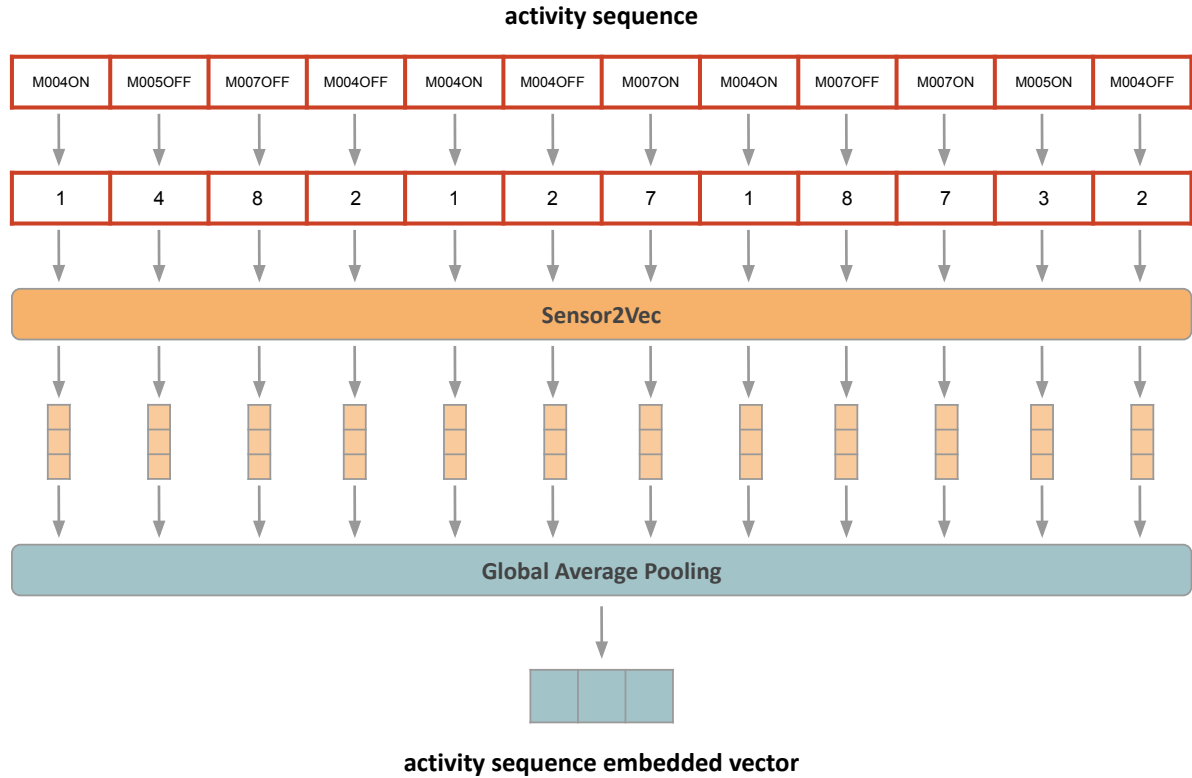 activity sequence
M004ON M005OFF M007OFF M004OFF M004ON M004OFF M007ON M004ON M007OFF M007ON M005ON M004OFF
1 4 8 2 1 2 7 1 8 7 3 2
Sensor2Vec
Global Average Pooling
activity sequence embedded vector